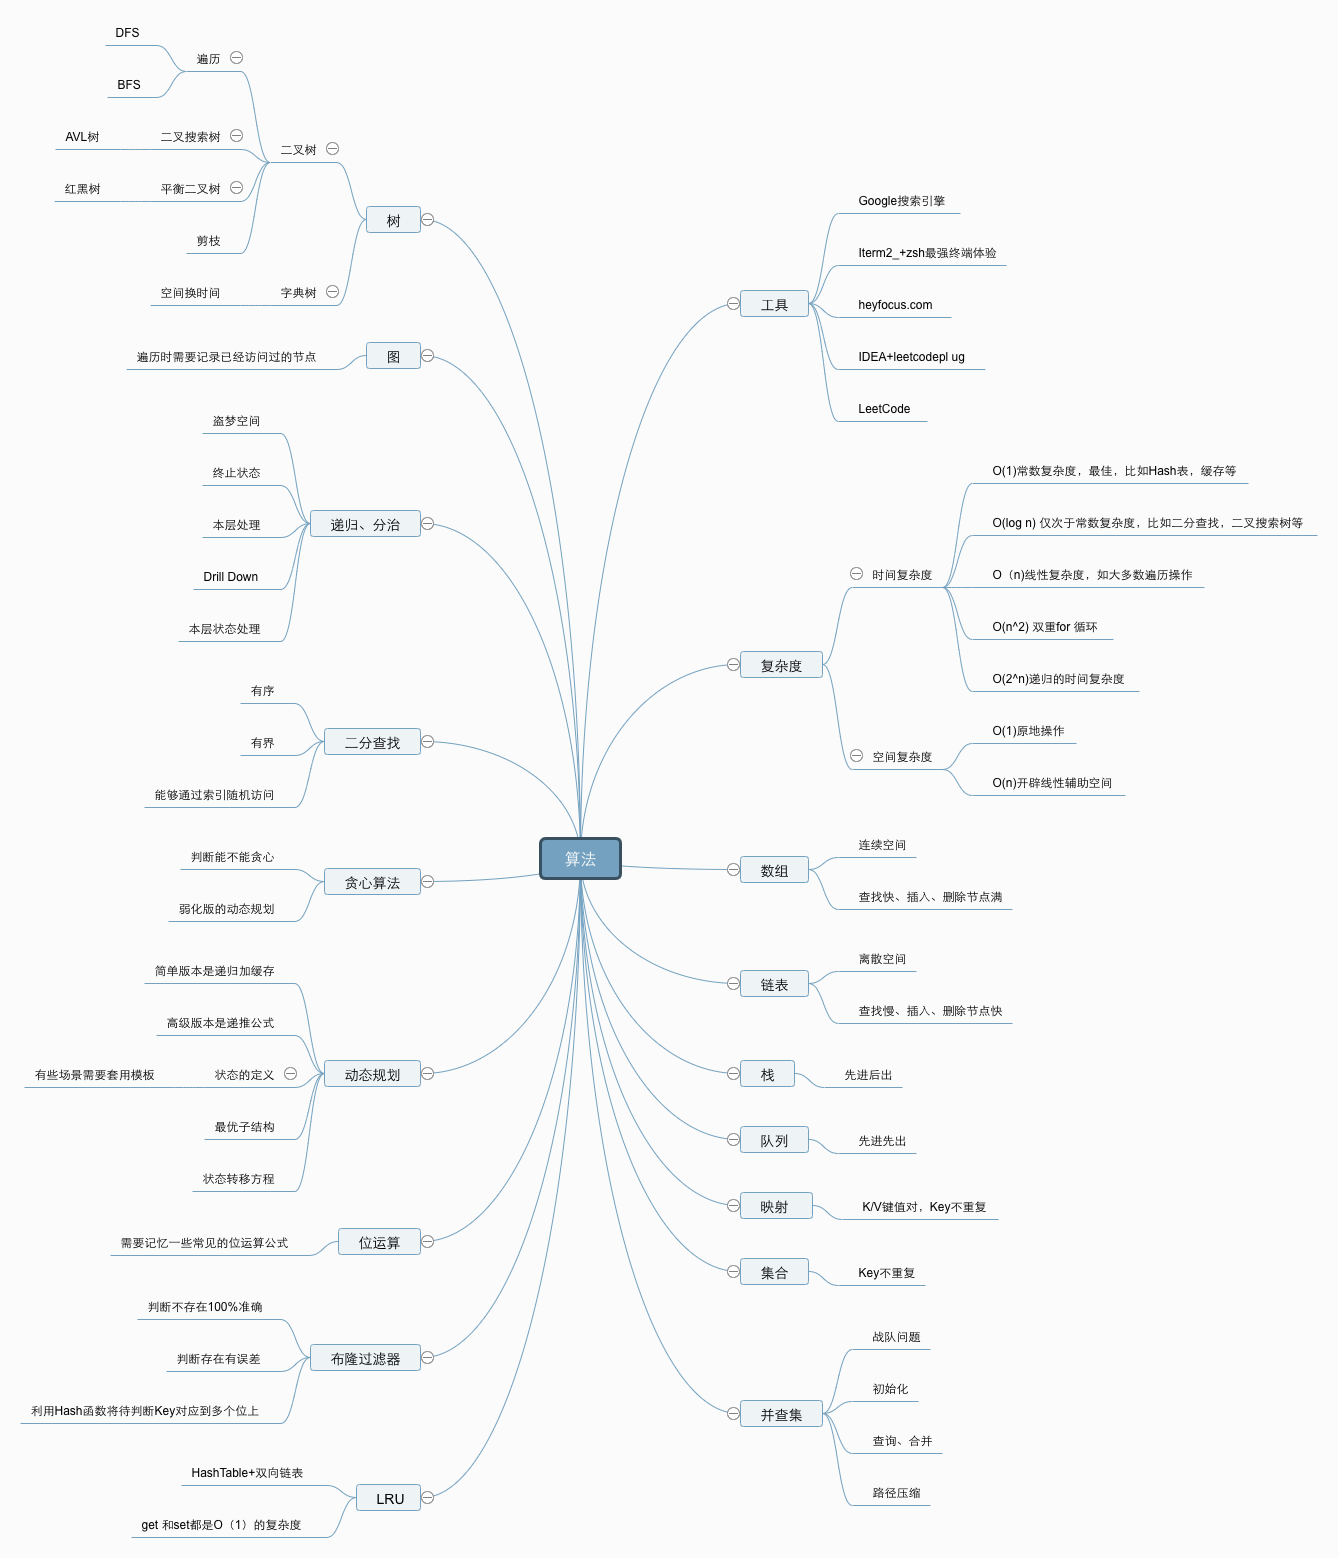 算法
树
二叉树
遍历
DFS
BFS
二叉搜索树
AVL树
平衡二叉树
红黑树
剪枝
字典树
空间换时间
图
遍历时需要记录已经访问过的节点
递归、分治
盗梦空间
终止状态
本层处理
Drill Down
本层状态处理
二分查找
有序
有界
能够通过索引随机访问
贪心算法
判断能不能贪心
弱化版的动态规划
动态规划
简单版本是递归加缓存
高级版本是递推公式
状态的定义
有些场景需要套用模板
最优子结构
状态转移方程
位运算
需要记忆一些常见的位运算公式
布隆过滤器
判断不存在100%准确
判断存在有误差
利用Hash函数将待判断Key对应到多个位上
LRU
HashTable+双向链表
get 和set都是O（1）的复杂度
工具
Google搜索引擎
Iterm2_+zsh最强终端体验
heyfocus.com
IDEA+leetcodepl ug
LeetCode
复杂度
时间复杂度
O(1)常数复杂度，最佳，比如Hash表，缓存等
O(log n) 仅次于常数复杂度，比如二分查找，二叉搜索树等
O（n)线性复杂度，如大多数遍历操作
O(n^2) 双重for 循环
O(2^n)递归的时间复杂度
空间复杂度
O(1)原地操作
O(n)开辟线性辅助空间
数组
连续空间
查找快、插入、删除节点满
链表
离散空间
查找慢、插入、删除节点快
栈
先进后出
队列
先进先出
映射
K/V键值对，Key不重复
集合
Key不重复
并查集
战队问题
初始化
查询、合并
路径压缩